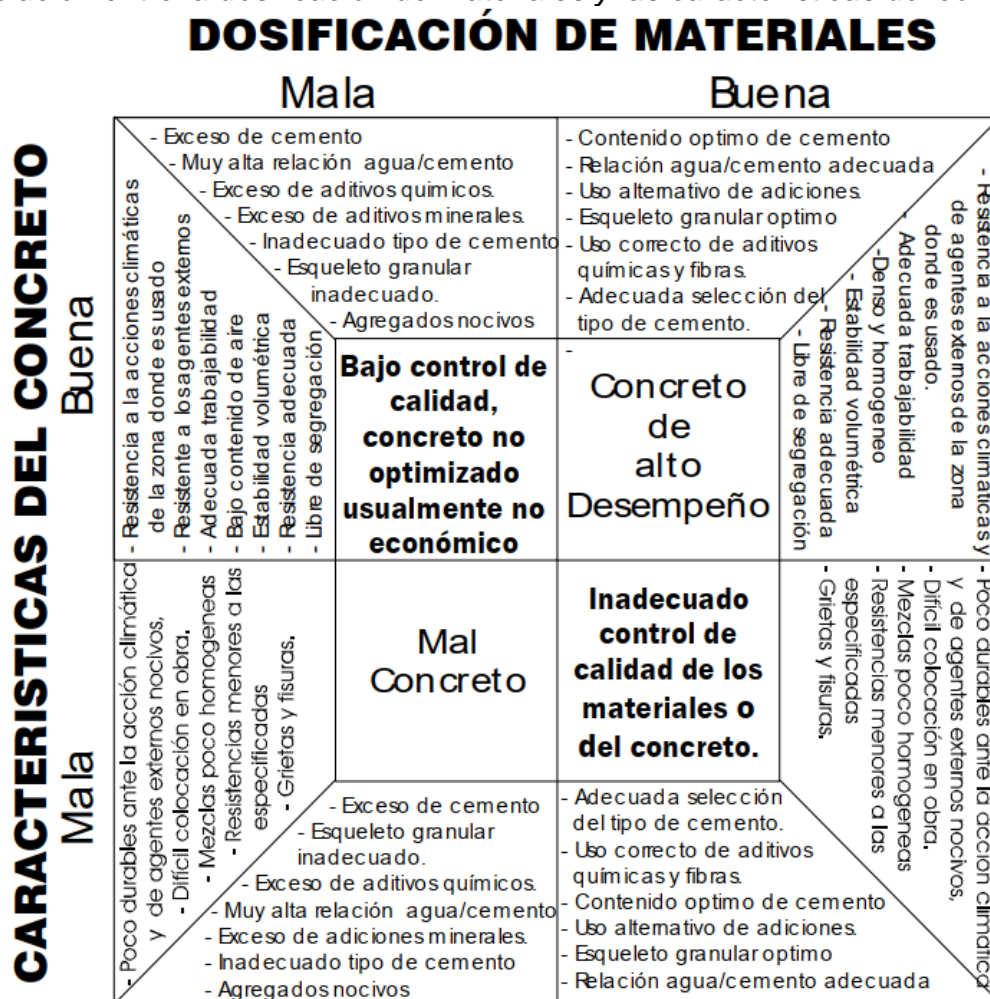 DOSIFICACIÓN DE MATERIALES
Mala
Buena
CARACTERISTICAS DEL CONCRETO
Buena
Mala
- Exceso de cemento
- Muy alta relación agua/cemento
- Exceso de aditivos quimicos.
- Exceso de aditivos minerales.
- Inadecuado tipo de cemento
- Esqueleto granular
inadecuado.
- Agregados nocivos
- Contenido optimo de cemento
- Relación agua/cemento adecuada
- Uso alternativo de adiciones.
- Esqueleto granular optimo
- Uso correcto de aditivos
químicas y fibras.
- Adecuada selección del
tipo de cemento.
-
- Resistencia a la acciones climáticas
de la zona donde es usado
- Resistente a los agentes externos
- Adecuada trabajabilidad
- Bajo contenido de aire
- Estabilidad volumétrica
- Resistencia adecuada
- Libre de segregación
Bajo control de
calidad,
concreto no
optimizado
usualmente no
económico
Concreto
de
alto
Desempeño
- Resistencia a la acciones climaticas y
de agentes externos de la zona
donde es usado.
- Adecuada trabajabilidad
-Denso y homogeneo
- Estabilidad volumétrica
- Resistencia adecuada
- Libre de segregación
- Poco durables ante la acción climática
y de agentes externos nocivos,
- Difícil colocación en obra.
- Mezclas poco homogeneas
- Resistencias menores a las
especificadas
- Grietas y fisuras.
Mal
Concreto
Inadecuado
control de
calidad de los
materiales o
del concreto.
- Poco durables ante la accion climatica
y de agentes externos nocivos,
- Difícil colocación en obra.
- Mezclas poco homogeneas
- Resistencias menores a las
especificadas
- Grietas y fisuras.
- Exceso de cemento
- Esqueleto granular
inadecuado.
- Exceso de aditivos químicos.
- Muy alta relación agua/cemento
- Exceso de adiciones minerales.
- Inadecuado tipo de cemento
- Agregados nocivos
- Adecuada selección
del tipo de cemento.
- Uso correcto de aditivos
químicas y fibras.
- Contenido optimo de cemento
- Uso alternativo de adiciones.
- Esqueleto granular optimo
- Relación agua/cemento adecuada